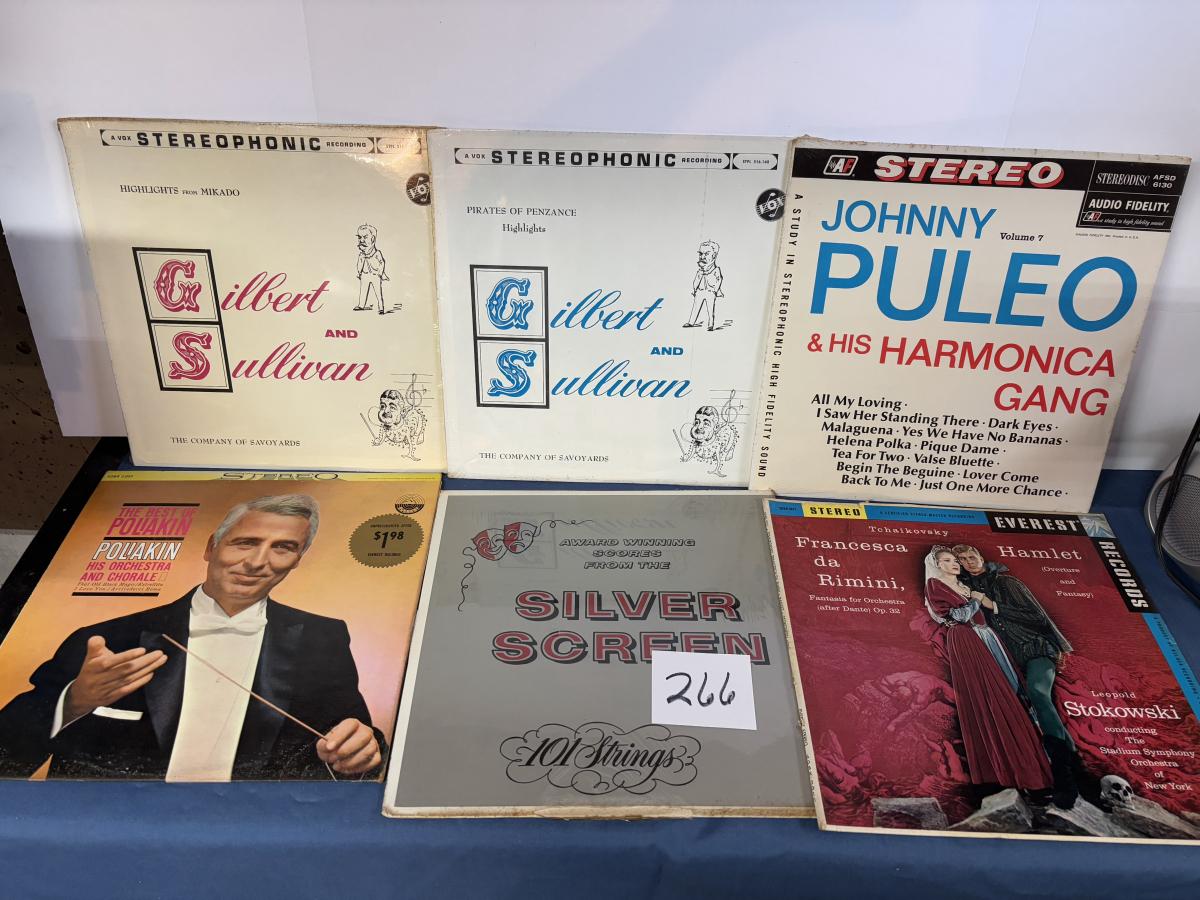 A VOX STEREOPHONIC RECORDING
HIGHLIGHTS FROM MIKADO
VOX
Gilbert
AND
Sullivan
THE COMPANY OF SAVOYARDS
A VOX STEREOPHONIC RECORDING STPL 516.140
PIRATES OF PENZANCE
Highlights
VOX
Gilbert
AND
Sullivan
THE COMPANY OF SAVOYARDS
AF STEREO
STEREODISC AFSD 6130
AUDIO FIDELITY
A STUDY IN STEREOPHONIC HIGH FIDELITY SOUND
JOHNNY
Volume 7
PULEO
& HIS HARMONICA
GANG
All My Loving ·
I Saw Her Standing There · Dark Eyes ·
Malaguena · Yes We Have No Bananas ·
Helena Polka · Pique Dame ·
Tea For Two · Valse Bluette ·
Begin The Beguine · Lover Come
Back To Me · Just One More Chance ·
STEREO
THE BEST OF
POLIAKIN
POLIAKIN
HIS ORCHESTRA
AND CHORALE
$1.98
AWARD WINNING
SCORES
FROM THE
SILVER
SCREEN
266
101 Strings
STEREO
EVEREST
RECORDS
Tchaikovsky
Francesca
da
Rimini,
Fantasia for Orchestra
(after Dante) Op. 32
Hamlet
(Overture
and
Fantasy)
Leopold
Stokowski
conducting
The
Stadium Symphony
Orchestra
of
New York